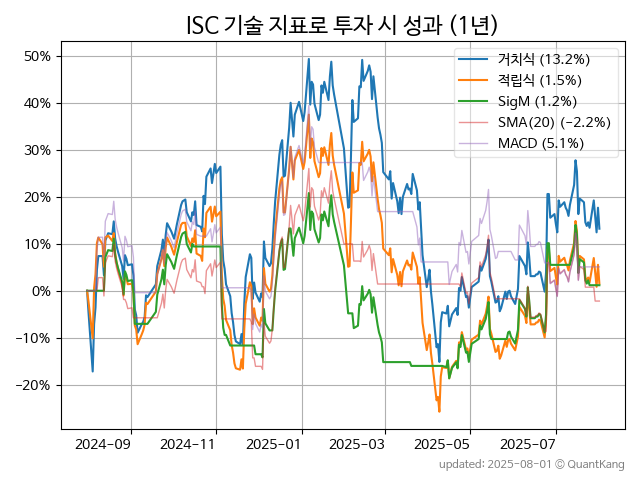 ISC 기술 지표로 투자 시 성과 (1년)
거치식 (13.2%)
적립식 (1.5%)
SigM (1.2%)
SMA(20) (−2.2%)
MACD (5.1%)
50%
40%
30%
20%
10%
0%
−10%
−20%
2024-09 2024-11 2025-01 2025-03 2025-05 2025-07
updated: 2025-08-01 © QuantKang